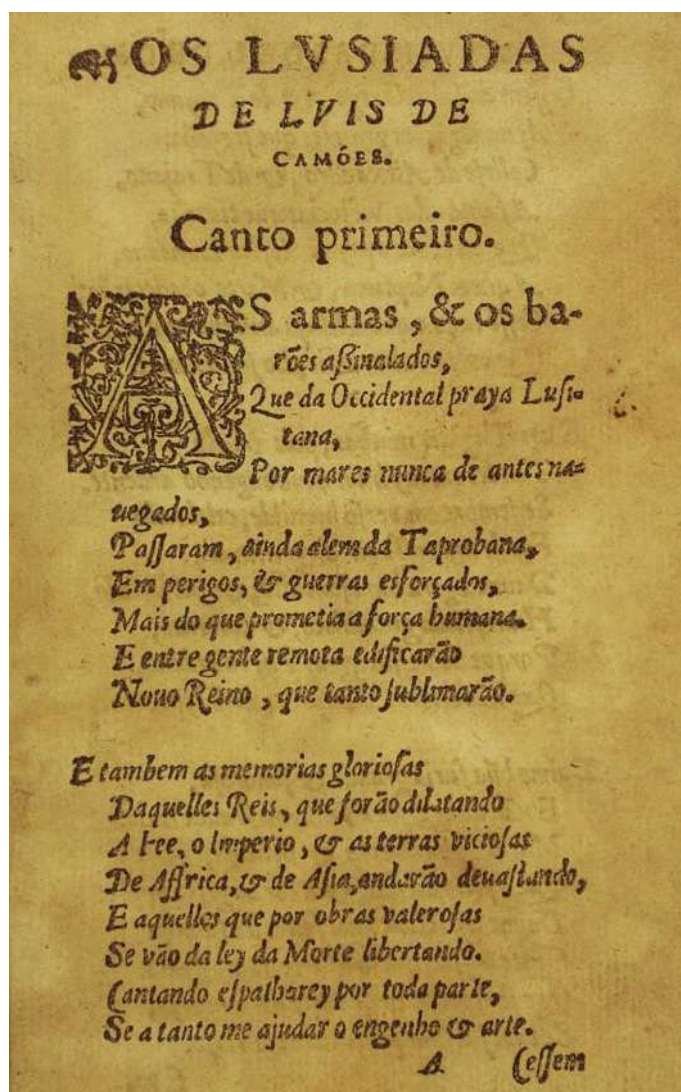 OS LVSIADAS
DE LVIS DE
CAMÓES.
Canto primeiro.
AS armas, & os ba-
rões aßinalados,
Que da Occidental praya Lusi-
tana,
Por mares nunca de antes na-
uegados,
Passaram, ainda alem da Taprobana,
Em perigos, & guerras esforçados,
Mais do que prometia a força humana.
E entre gente remota edificarão
Nouo Reino, que tanto sublimarão.
E tambem as memorias gloriosas
Daquelles Reis, que forão dilatando
A Fee, o Imperio, & as terras viciosas
De Affrica, & de Asia, andarão deuastando,
E aquelles que por obras valerosas
Se vão da ley da Morte libertando.
Cantando espalharey por toda parte,
Se a tanto me ajudar o engenho & arte.
A Cessem